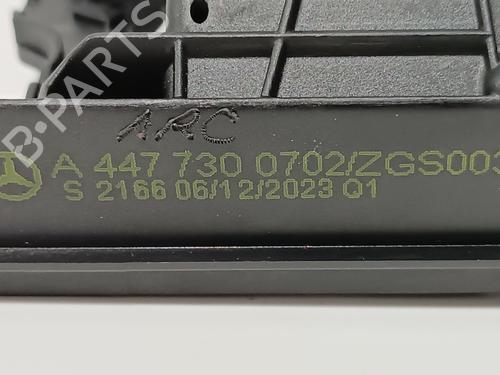 B-PARTS
ARC
A 447 730 0702/ZGS003
S 2166 06/12/2023 Q1